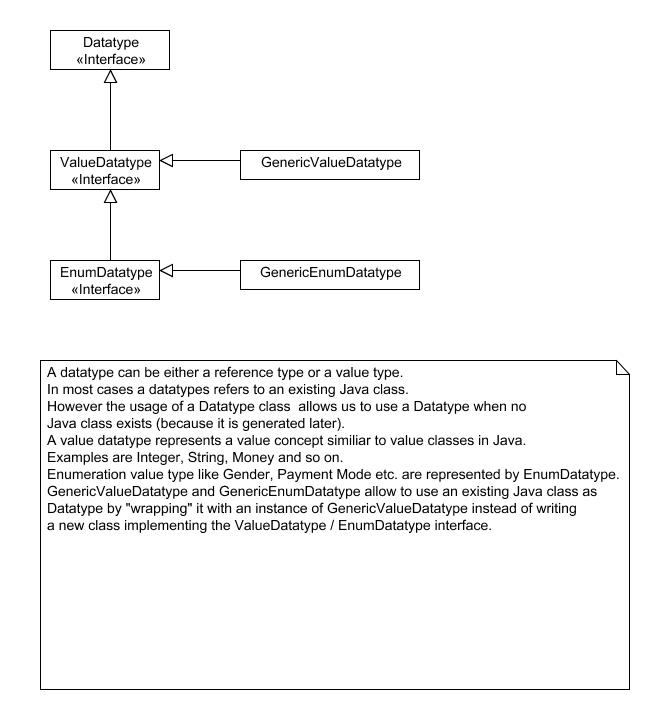 Datatype
«Interface»
ValueDatatype
«Interface»
GenericValueDatatype
EnumDatatype
«Interface»
GenericEnumDatatype
A datatype can be either a reference type or a value type.
In most cases a datatypes refers to an existing Java class.
However the usage of a Datatype class  allows us to use a Datatype when no
Java class exists (because it is generated later).
A value datatype represents a value concept similiar to value classes in Java.
Examples are Integer, String, Money and so on.
Enumeration value type like Gender, Payment Mode etc. are represented by EnumDatatype.
GenericValueDatatype and GenericEnumDatatype allow to use an existing Java class as
Datatype by "wrapping" it with an instance of GenericValueDatatype instead of writing
a new class implementing the ValueDatatype / EnumDatatype interface.